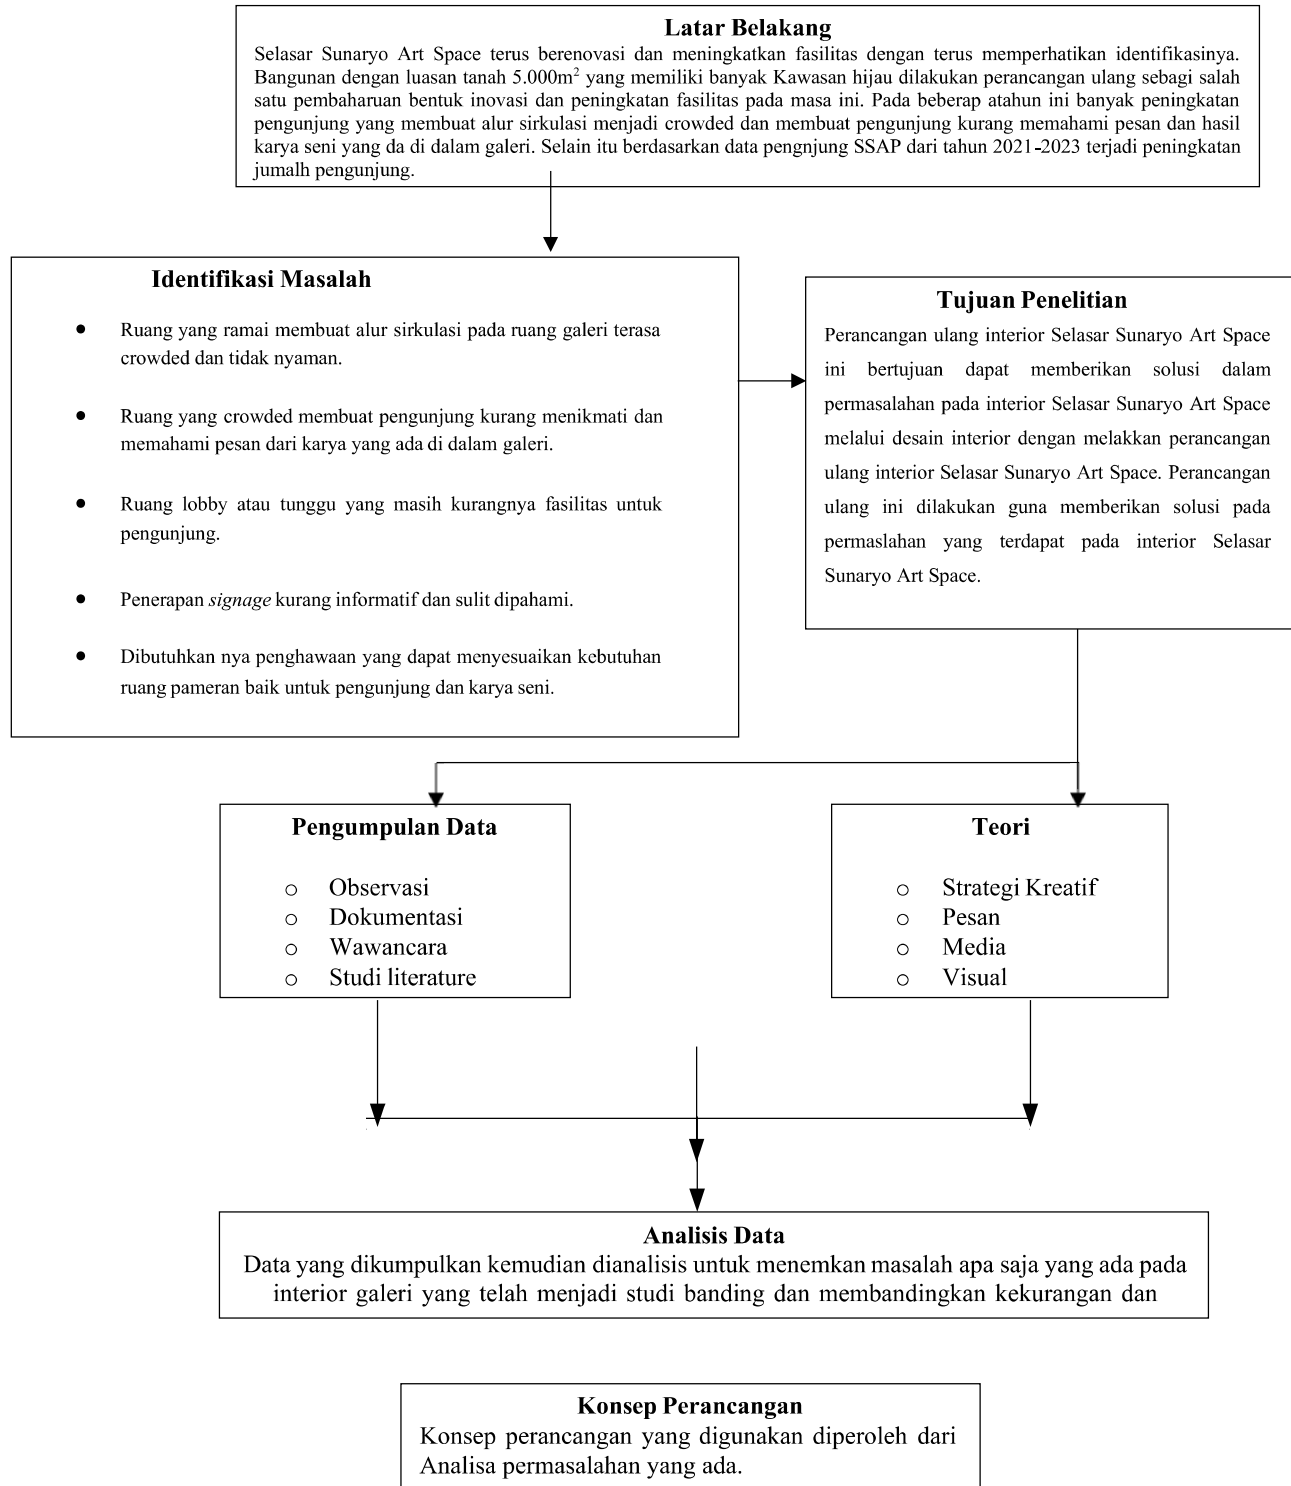 Latar Belakang
Selasar Sunaryo Art Space terus berenovasi dan meningkatkan fasilitas dengan terus memperhatikan identifikasinya.
Bangunan dengan luasan tanah 5.000m² yang memiliki banyak Kawasan hijau dilakukan perancangan ulang sebagi salah
satu pembaharuan bentuk inovasi dan peningkatan fasilitas pada masa ini. Pada beberap atahun ini banyak peningkatan
pengunjung yang membuat alur sirkulasi menjadi crowded dan membuat pengunjung kurang memahami pesan dan hasil
karya seni yang da di dalam galeri. Selain itu berdasarkan data pengnjung SSAP dari tahun 2021-2023 terjadi peningkatan
jumalh pengunjung.
Identifikasi Masalah
● Ruang yang ramai membuat alur sirkulasi pada ruang galeri terasa
crowded dan tidak nyaman.
● Ruang yang crowded membuat pengunjung kurang menikmati dan
memahami pesan dari karya yang ada di dalam galeri.
● Ruang lobby atau tunggu yang masih kurangnya fasilitas untuk
pengunjung.
● Penerapan signage kurang informatif dan sulit dipahami.
● Dibutuhkan nya penghawaan yang dapat menyesuaikan kebutuhan
ruang pameran baik untuk pengunjung dan karya seni.
Tujuan Penelitian
Perancangan ulang interior Selasar Sunaryo Art Space
ini bertujuan dapat memberikan solusi dalam
permasalahan pada interior Selasar Sunaryo Art Space
melalui desain interior dengan melakkan perancangan
ulang interior Selasar Sunaryo Art Space. Perancangan
ulang ini dilakukan guna memberikan solusi pada
permaslahan yang terdapat pada interior Selasar
Sunaryo Art Space.
Pengumpulan Data
o Observasi
o Dokumentasi
o Wawancara
o Studi literature
Teori
o Strategi Kreatif
o Pesan
o Media
o Visual
Analisis Data
Data yang dikumpulkan kemudian dianalisis untuk menemkan masalah apa saja yang ada pada
interior galeri yang telah menjadi studi banding dan membandingkan kekurangan dan
Konsep Perancangan
Konsep perancangan yang digunakan diperoleh dari
Analisa permasalahan yang ada.